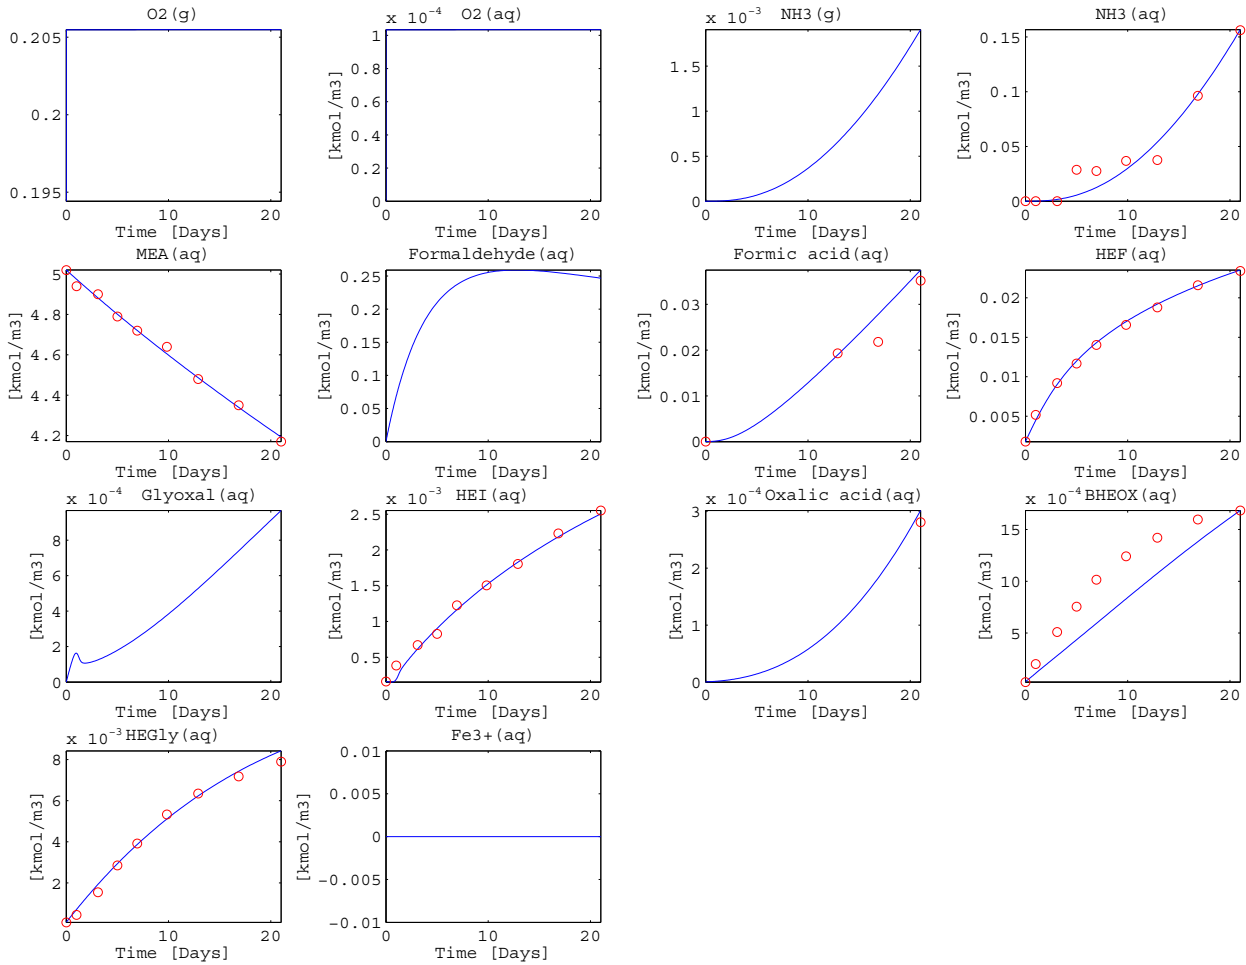 O2(g)
0.205
0.2
0.195
0 10 20
Time [Days]
x 10-4 O2(aq)
[kmol/m3]
1
0.8
0.6
0.4
0.2
0
0 10 20
Time [Days]
x 10-3 NH3(g)
1.5
1
0.5
0
0 10 20
Time [Days]
NH3(aq)
[kmol/m3]
0.15
0.1
0.05
0
0 10 20
Time [Days]
MEA(aq)
[kmol/m3]
5
4.8
4.6
4.4
4.2
0 10 20
Time [Days]
Formaldehyde(aq)
[kmol/m3]
0.25
0.2
0.15
0.1
0.05
0
0 10 20
Time [Days]
Formic acid(aq)
[kmol/m3]
0.03
0.02
0.01
0
0 10 20
Time [Days]
HEF(aq)
[kmol/m3]
0.02
0.015
0.01
0.005
0 10 20
Time [Days]
x 10-4 Glyoxal(aq)
[kmol/m3]
8
6
4
2
0
0 10 20
Time [Days]
x 10-3 HEI(aq)
[kmol/m3]
2.5
2
1.5
1
0.5
0 10 20
Time [Days]
x 10-4 Oxalic acid(aq)
[kmol/m3]
3
2
1
0
0 10 20
Time [Days]
x 10-4 BHEOX(aq)
[kmol/m3]
15
10
5
0 10 20
Time [Days]
x 10-3 HEGly(aq)
[kmol/m3]
8
6
4
2
0 10 20
Time [Days]
Fe3+(aq)
[kmol/m3]
0.01
0.005
0
-0.005
-0.01
0 10 20
Time [Days]